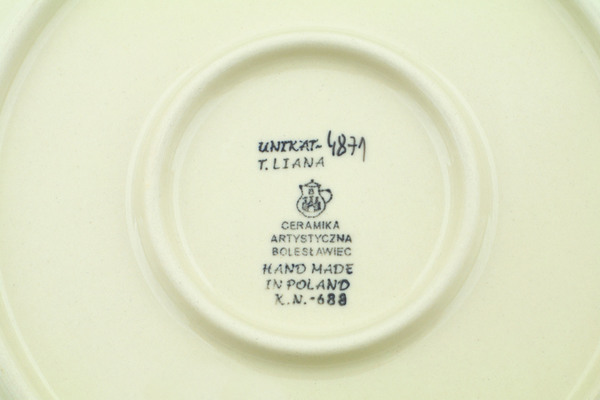 UNIKAT-4871
T. LIANA
CERAMIKA
ARTYSTYCZNA
BOLESŁAWIEC
HAND MADE
IN POLAND
K.N.-688